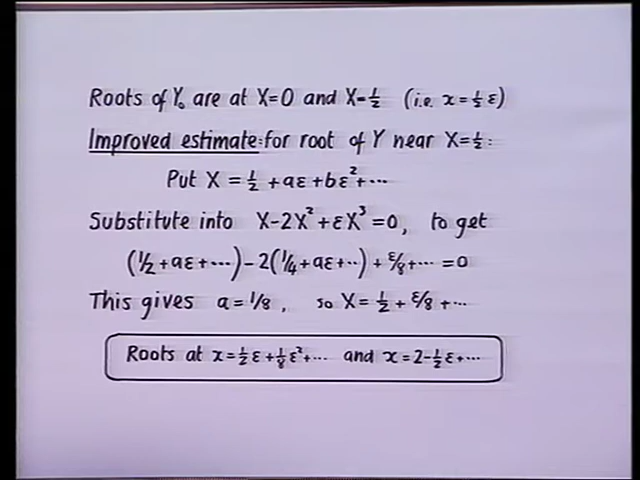 Roots of Y₀ are at X=0 and X=½ (i.e. x=½ε)
Improved estimate: for root of Y near X=½:
Put X = ½ + aε + bε² + ···
Substitute into X-2X²+εX³=0, to get
(1/2 + aε + ···) - 2(1/4 + aε + ··) + ε/8 + ··· = 0
This gives a = 1/8, so X = ½ + ε/8 + ···
Roots at x=½ε+⅛ε²+··· and x=2-½ε+···